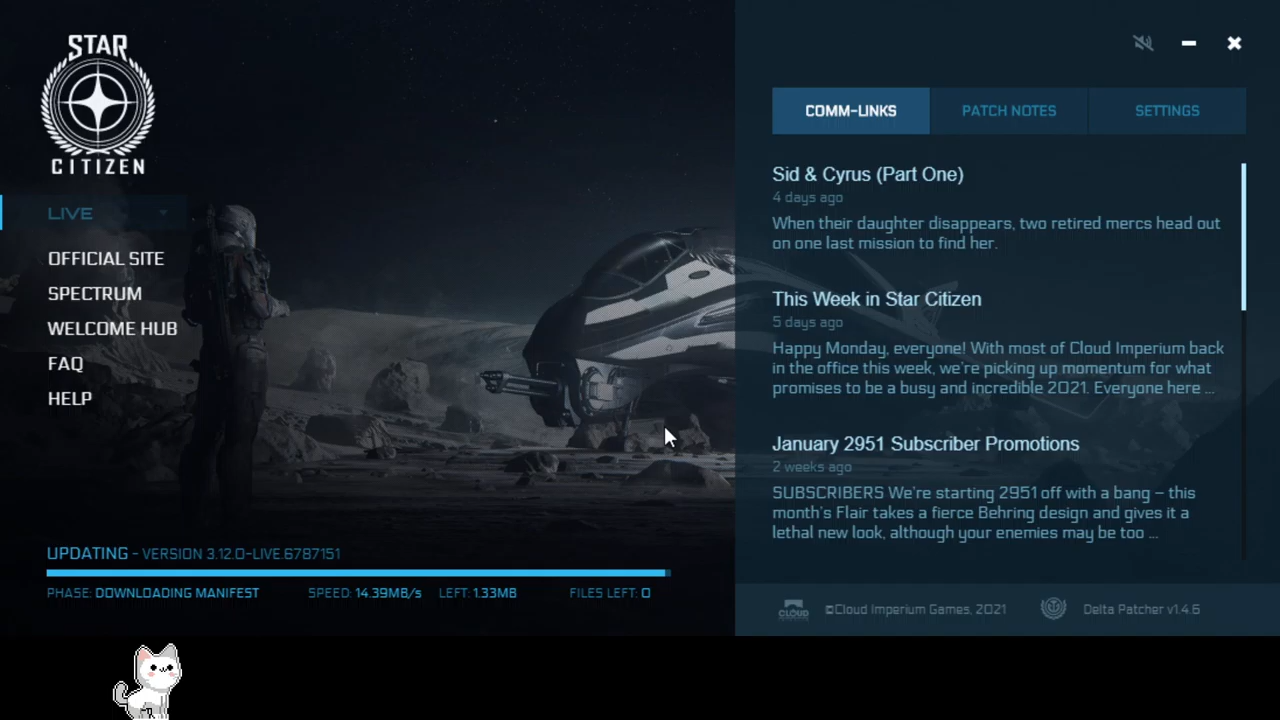 STAR
CITIZEN
LIVE
OFFICIAL SITE
SPECTRUM
WELCOME HUB
FAQ
HELP
UPDATING - VERSION 3.12.0-LIVE.6787151
PHASE: DOWNLOADING MANIFEST SPEED: 14.39MB/s LEFT: 1.33MB FILES LEFT: 0
COMM-LINKS PATCH NOTES SETTINGS
Sid & Cyrus (Part One)
4 days ago
When their daughter disappears, two retired mercs head out
on one last mission to find her.
This Week in Star Citizen
5 days ago
Happy Monday, everyone! With most of Cloud Imperium back
in the office this week, we're picking up momentum for what
promises to be a busy and incredible 2021. Everyone here ...
January 2951 Subscriber Promotions
2 weeks ago
SUBSCRIBERS We're starting 2951 off with a bang – this
month's Flair takes a fierce Behring design and gives it a
lethal new look, although your enemies may be too ...
CLOUD ©Cloud Imperium Games, 2021 Delta Patcher v1.4.6